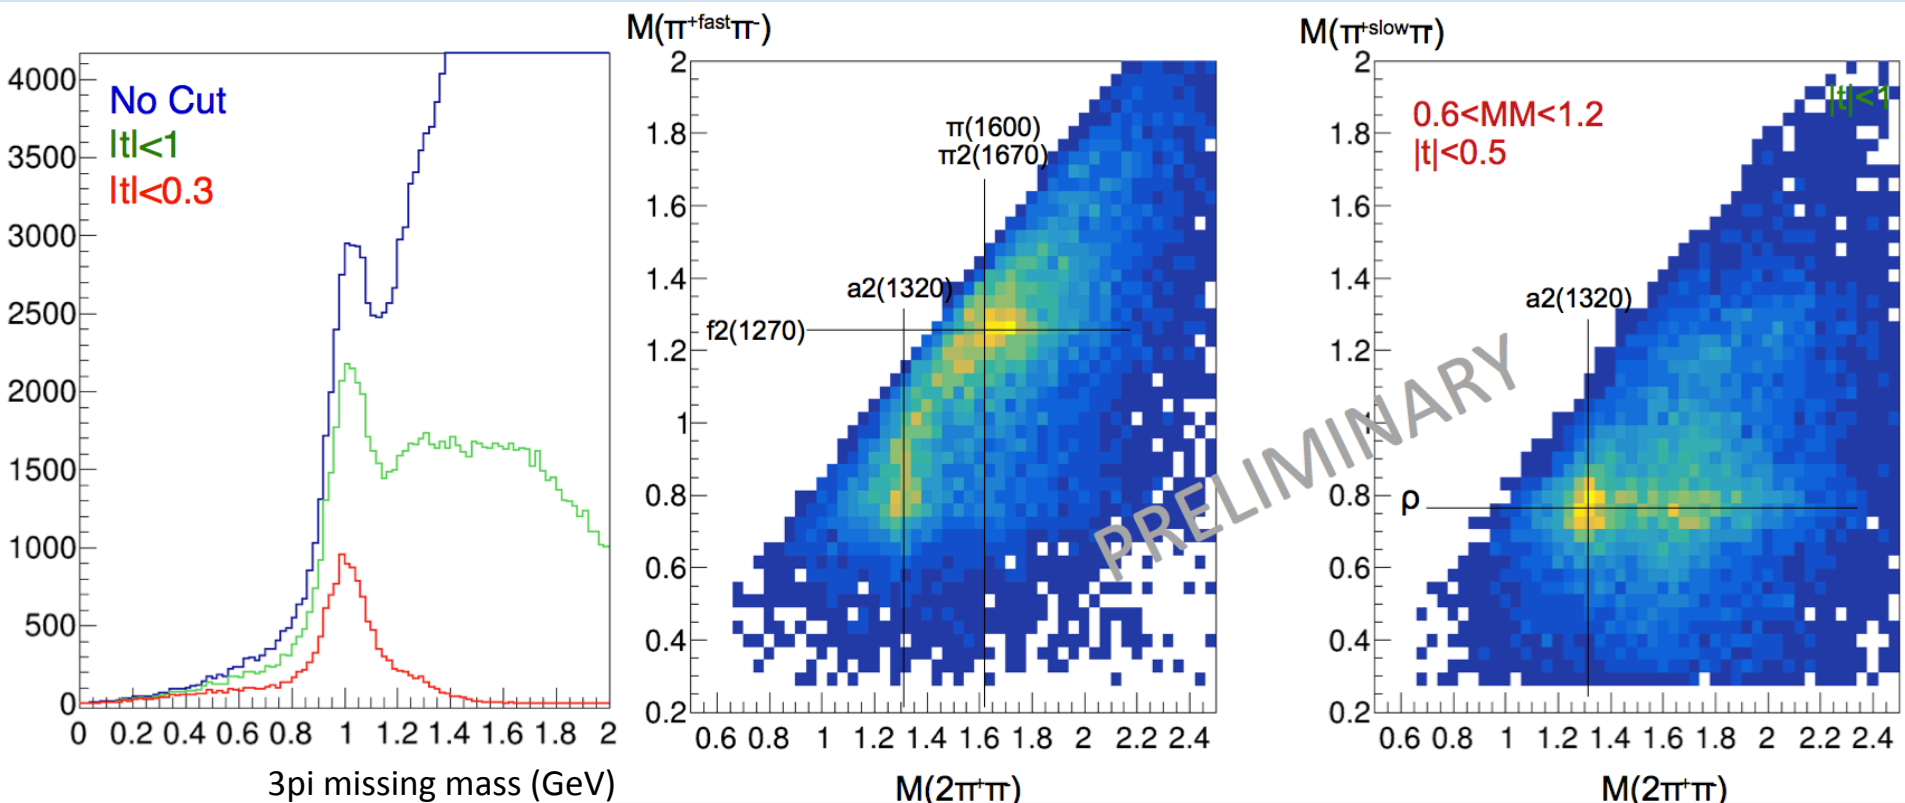 4000
3500
3000
2500
2000
1500
1000
500
0
No Cut
|t|<1
|t|<0.3
0 0.2 0.4 0.6 0.8 1 1.2 1.4 1.6 1.8 2
3pi missing mass (GeV)
M(π+fastπ-)
2
1.8
1.6
1.4
1.2
1
0.8
0.6
0.4
0.2
π(1600)
π2(1670)
a2(1320)
f2(1270)
0.6 0.8 1 1.2 1.4 1.6 1.8 2 2.2 2.4
M(2π+π)
PRELIMINARY
M(π+slowπ)
2
1.8
1.6
1.4
1.2
1
0.8
0.6
0.4
0.2
|t|<1
0.6<MM<1.2
|t|<0.5
a2(1320)
ρ
0.6 0.8 1 1.2 1.4 1.6 1.8 2 2.2 2.4
M(2π+π)